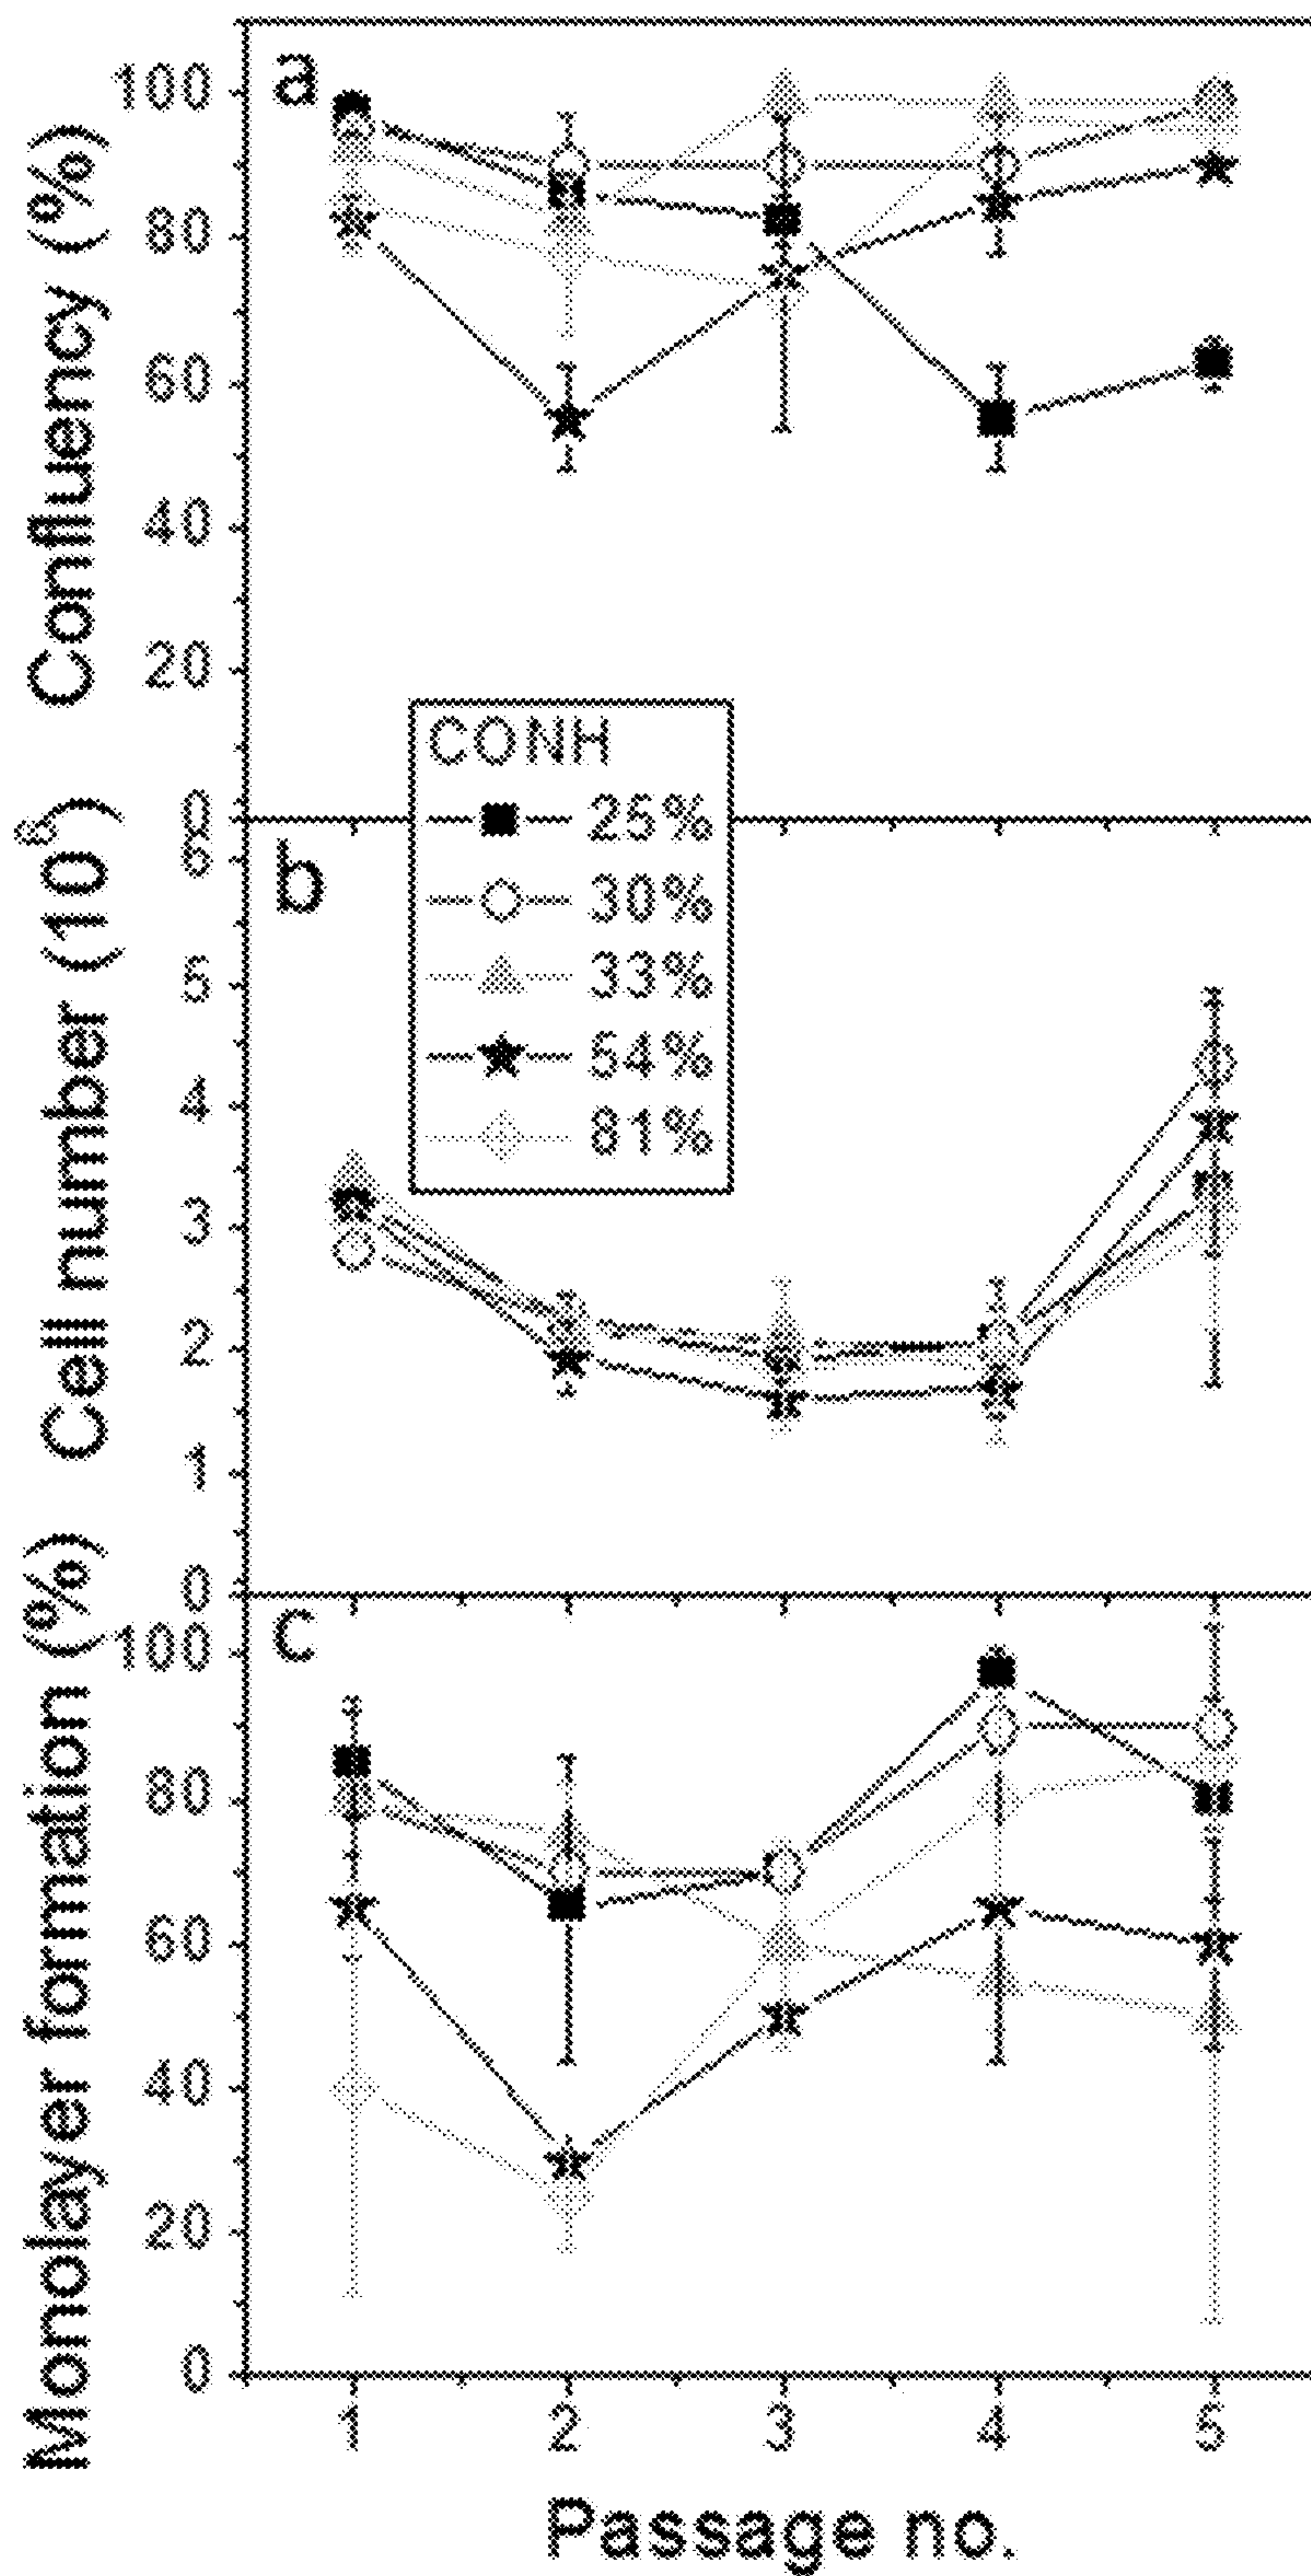 Confluency (%)
100
80
60
40
20
0
a
Cell number (10⁶)
6
5
4
3
2
1
0
b
CONH
25%
30%
33%
54%
81%
Monolayer formation (%)
100
80
60
40
20
0
c
1 2 3 4 5
Passage no.